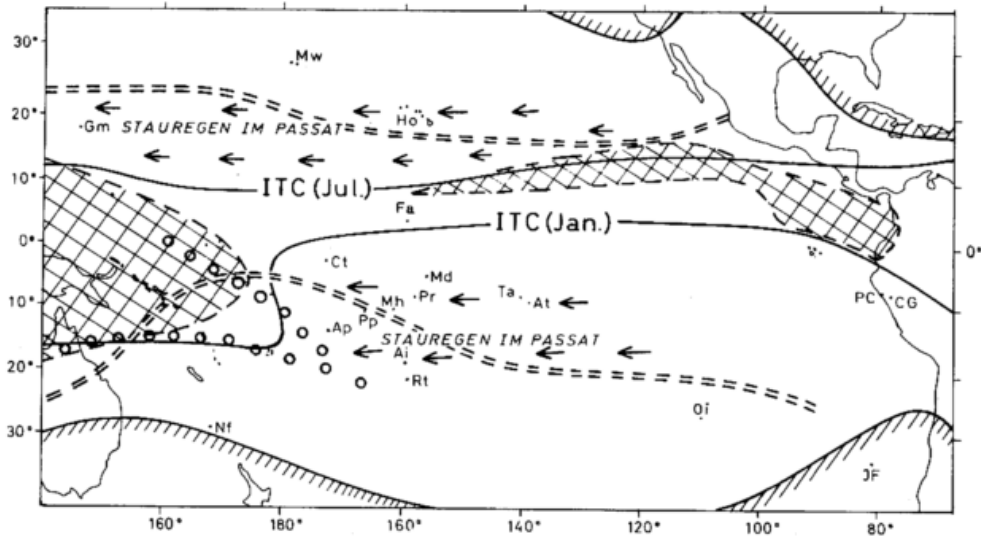 35°
Mw
20°
Ho b
Gm STAUREGEN IM PASSAT
10°
ITC (Jul.)
Fa
ITC (Jan.)
0°
0°
Ct
Md
10°
Mh
Pr
Ta
At
PC
CG
Ap
Pp
STAUREGEN IM PASSAT
20°
Ai
Rt
Oi
30°
Nf
JF
160°
180°
160°
140°
120°
100°
80°